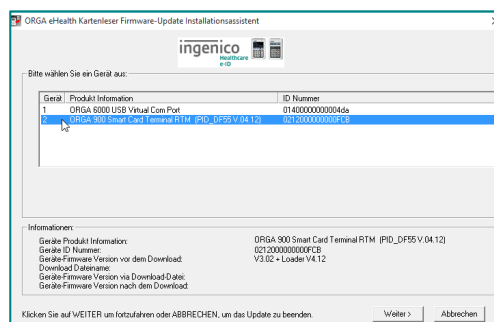 ORGA eHealth Kartenleser Firmware-Update Installationsassistent
ingenico
Healthcare
e-ID
Bitte wählen Sie ein Gerät aus:
Gerät Produkt Information ID Nummer
1 ORGA 6000 USB Virtual Com Port 01400000000004da
2 ORGA 900 Smart Card Terminal RTM (PID_DF55 V.04.12) 0212000000000FCB
Informationen:
Geräte Produkt Information: ORGA 900 Smart Card Terminal RTM (PID_DF55 V.04.12)
Geräte ID Nummer: 0212000000000FCB
Geräte-Firmware Version vor dem Download: V3.02 + Loader V4.12
Download Dateiname:
Geräte-Firmware Version via Download-Datei:
Geräte-Firmware Version nach dem Download:
Klicken Sie auf WEITER um fortzufahren oder ABBRECHEN, um das Update zu beenden. Weiter > Abbrechen